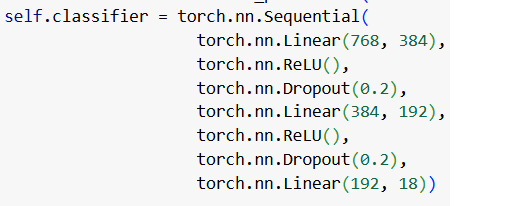 self.classifier = torch.nn.Sequential(
torch.nn.Linear(768, 384),
torch.nn.ReLU(),
torch.nn.Dropout(0.2),
torch.nn.Linear(384, 192),
torch.nn.ReLU(),
torch.nn.Dropout(0.2),
torch.nn.Linear(192, 18))